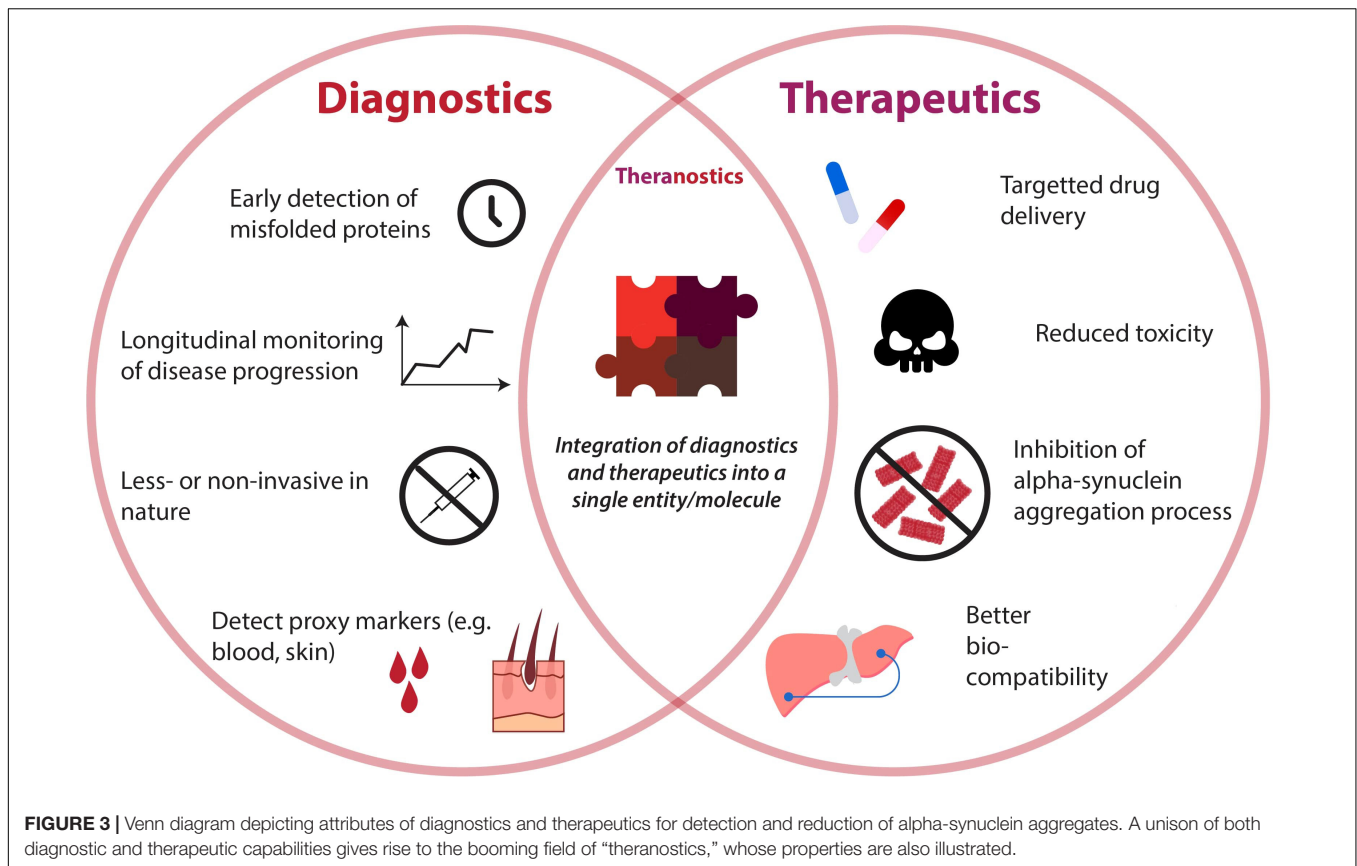 Diagnostics
Therapeutics
Theranostics
Early detection of
misfolded proteins
Longitudinal monitoring
of disease progression
Less- or non-invasive in
nature
Detect proxy markers (e.g.
blood, skin)
Integration of diagnostics
and therapeutics into a
single entity/molecule
Targetted drug
delivery
Reduced toxicity
Inhibition of
alpha-synuclein
aggregation process
Better
bio-
compatibility
FIGURE 3 | Venn diagram depicting attributes of diagnostics and therapeutics for detection and reduction of alpha-synuclein aggregates. A unison of both
diagnostic and therapeutic capabilities gives rise to the booming field of “theranostics,” whose properties are also illustrated.